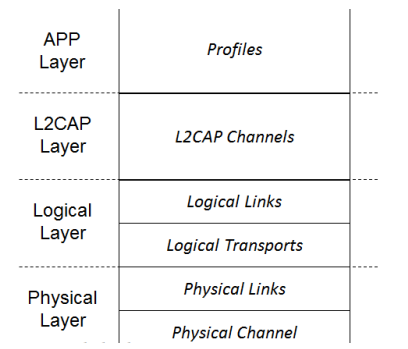 APP
Layer
Profiles
L2CAP
Layer
L2CAP Channels
Logical
Layer
Logical Links
Logical Transports
Physical
Layer
Physical Links
Physical Channel